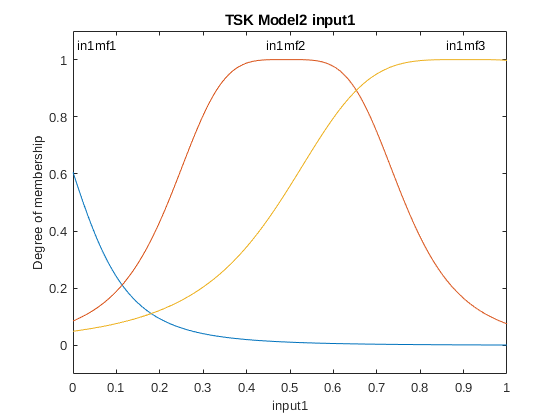 TSK Model2 input1
in1mf1 in1mf2 in1mf3
1
0.8
0.6
0.4
0.2
0
Degree of membership
0 0.1 0.2 0.3 0.4 0.5 0.6 0.7 0.8 0.9 1
input1